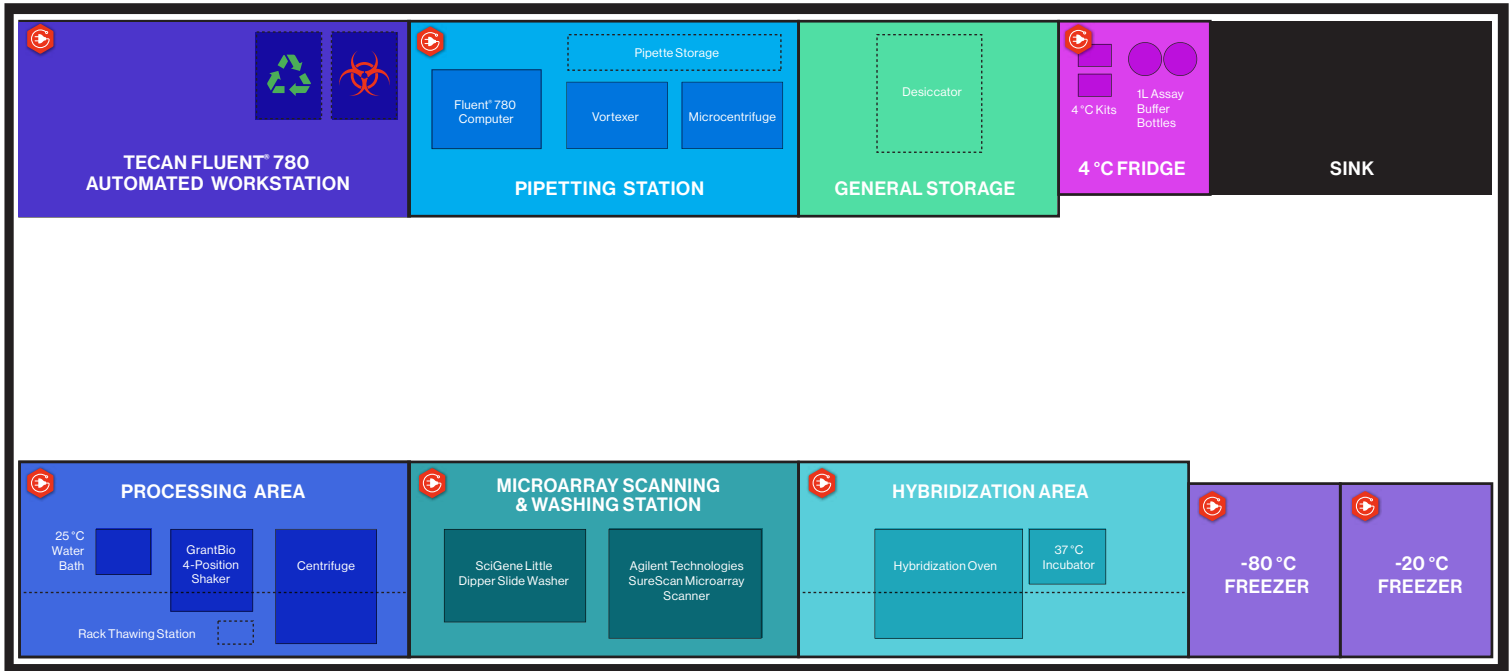 TECAN FLUENT® 780
AUTOMATED WORKSTATION
Pipette Storage
Fluent® 780
Computer
Vortexer
Microcentrifuge
PIPETTING STATION
Desiccator
GENERAL STORAGE
4 °C Kits
1L Assay
Buffer
Bottles
4 °C FRIDGE
SINK
PROCESSING AREA
25 °C
Water
Bath
GrantBio
4-Position
Shaker
Centrifuge
Rack Thawing Station
MICROARRAY SCANNING
& WASHING STATION
SciGene Little
Dipper Slide Washer
Agilent Technologies
SureScan Microarray
Scanner
HYBRIDIZATION AREA
Hybridization Oven
37 °C
Incubator
-80 °C
FREEZER
-20 °C
FREEZER